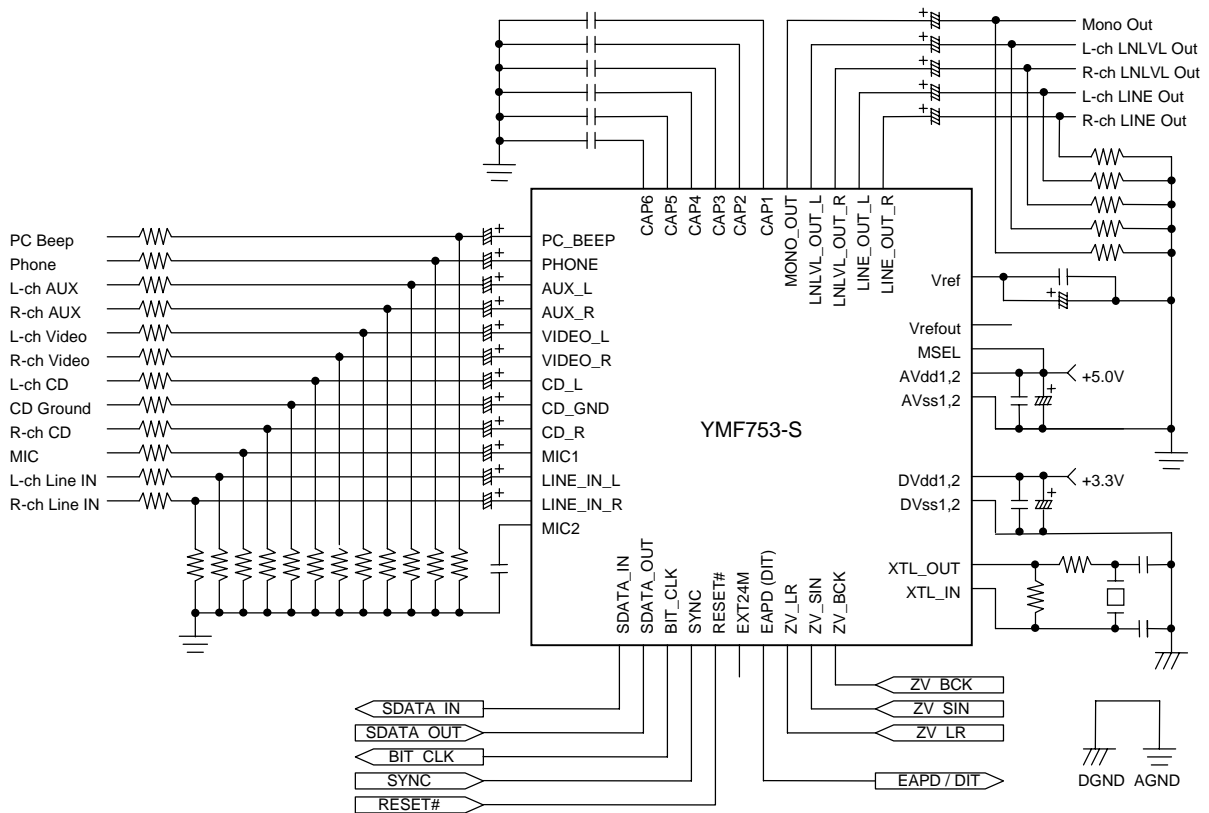 Mono Out
L-ch LNLVL Out
R-ch LNLVL Out
L-ch LINE Out
R-ch LINE Out
CAP6
CAP5
CAP4
CAP3
CAP2
CAP1
MONO_OUT
LNLVL_OUT_L
LNLVL_OUT_R
LINE_OUT_L
LINE_OUT_R
PC Beep
Phone
L-ch AUX
R-ch AUX
L-ch Video
R-ch Video
L-ch CD
CD Ground
R-ch CD
MIC
L-ch Line IN
R-ch Line IN
PC_BEEP
PHONE
AUX_L
AUX_R
VIDEO_L
VIDEO_R
CD_L
CD_GND
CD_R
MIC1
LINE_IN_L
LINE_IN_R
MIC2
YMF753-S
Vref
Vrefout
MSEL
AVdd1,2
AVss1,2
+5.0V
DVdd1,2
DVss1,2
+3.3V
XTL_OUT
XTL_IN
SDATA_IN
SDATA_OUT
BIT_CLK
SYNC
RESET#
EXT24M
EAPD (DIT)
ZV_LR
ZV_SIN
ZV_BCK
SDATA_IN
SDATA_OUT
BIT_CLK
SYNC
RESET#
ZV_BCK
ZV_SIN
ZV_LR
EAPD / DIT
DGND
AGND